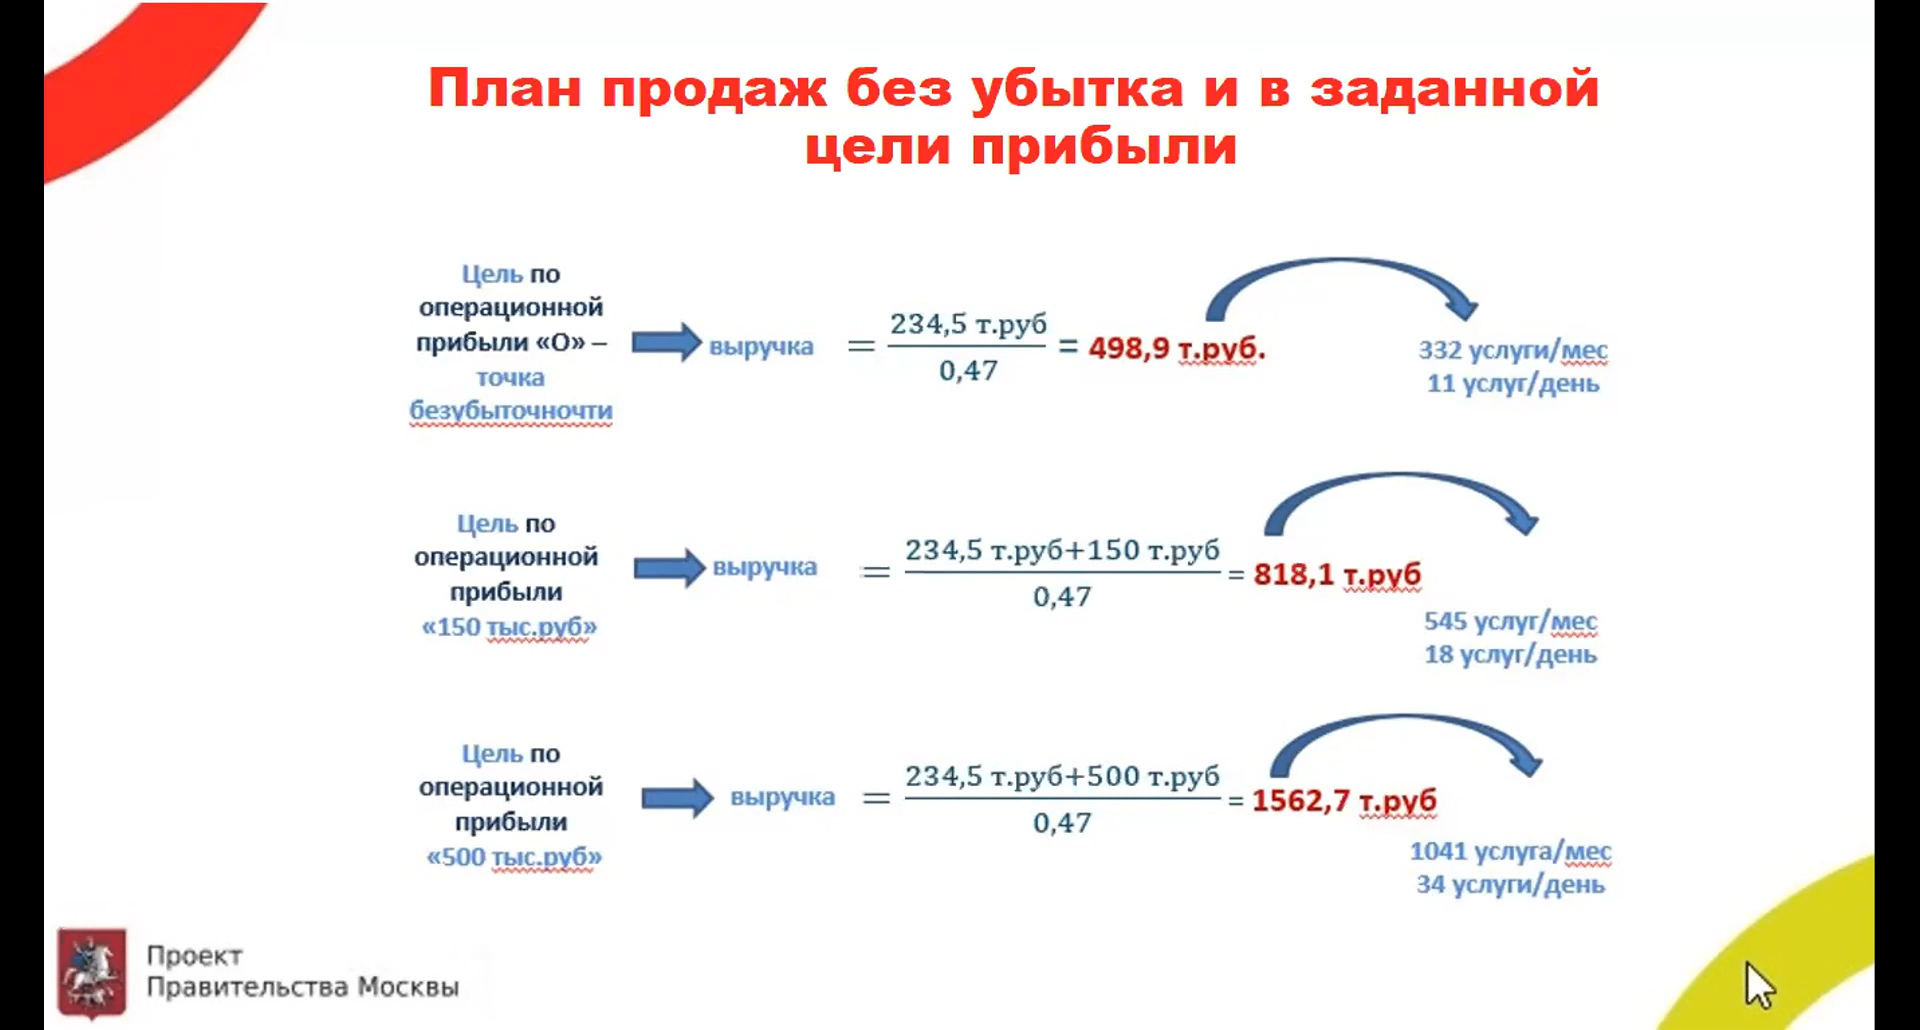 План продаж без убытка и в заданной
цели прибыли
Цель по
операционной
прибыли «О» –
точка
безубыточночти
выручка
= 234,5 т.руб
0,47
= 498,9 т.руб.
332 услуги/мес
11 услуг/день
Цель по
операционной
прибыли
«150 тыс.руб»
выручка
= 234,5 т.руб+150 т.руб
0,47
= 818,1 т.руб
545 услуг/мес
18 услуг/день
Цель по
операционной
прибыли
«500 тыс.руб»
выручка
= 234,5 т.руб+500 т.руб
0,47
= 1562,7 т.руб
1041 услуга/мес
34 услуги/день
Проект
Правительства Москвы